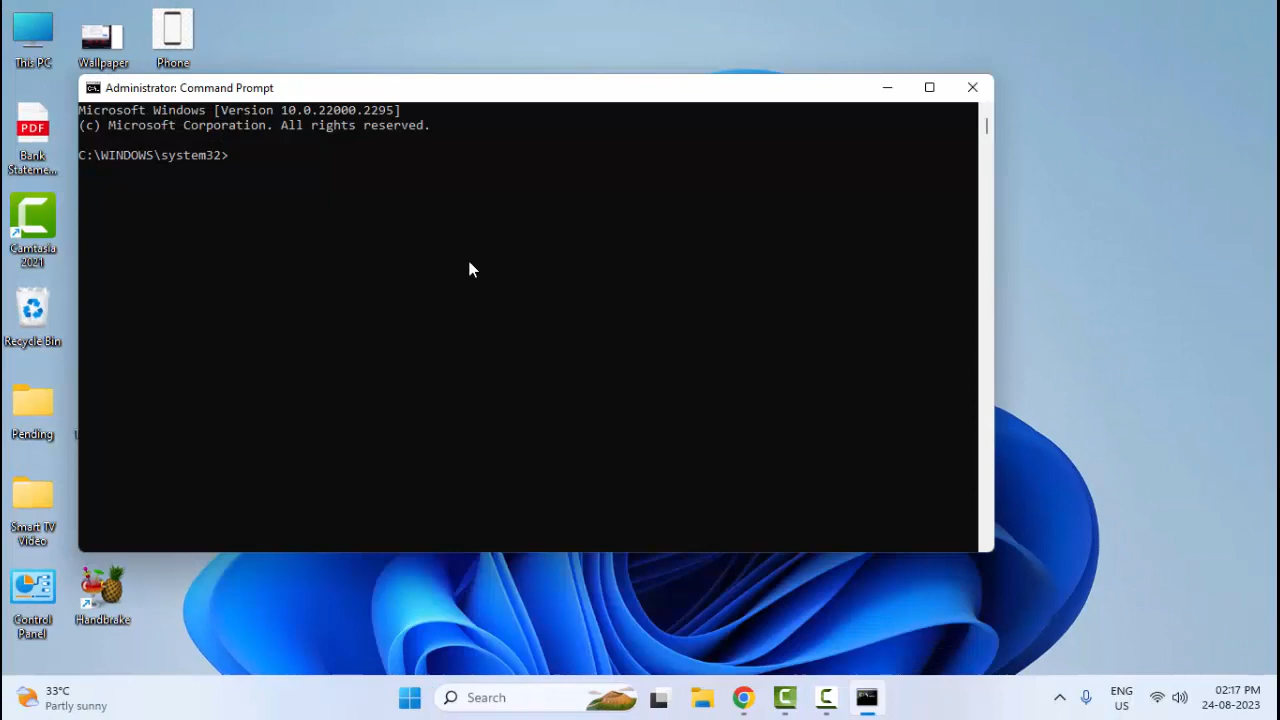 This PC
Wallpaper
Phone
Bank
Stateme...
Camtasia
2021
Recycle Bin
Pending
Smart TV
Video
Control
Panel
Handbrake
PDF
Administrator: Command Prompt
Microsoft Windows [Version 10.0.22000.2295]
(c) Microsoft Corporation. All rights reserved.
C:\WINDOWS\system32>
33°C
Partly sunny
Search
ENG
US
02:17 PM
24-08-2023